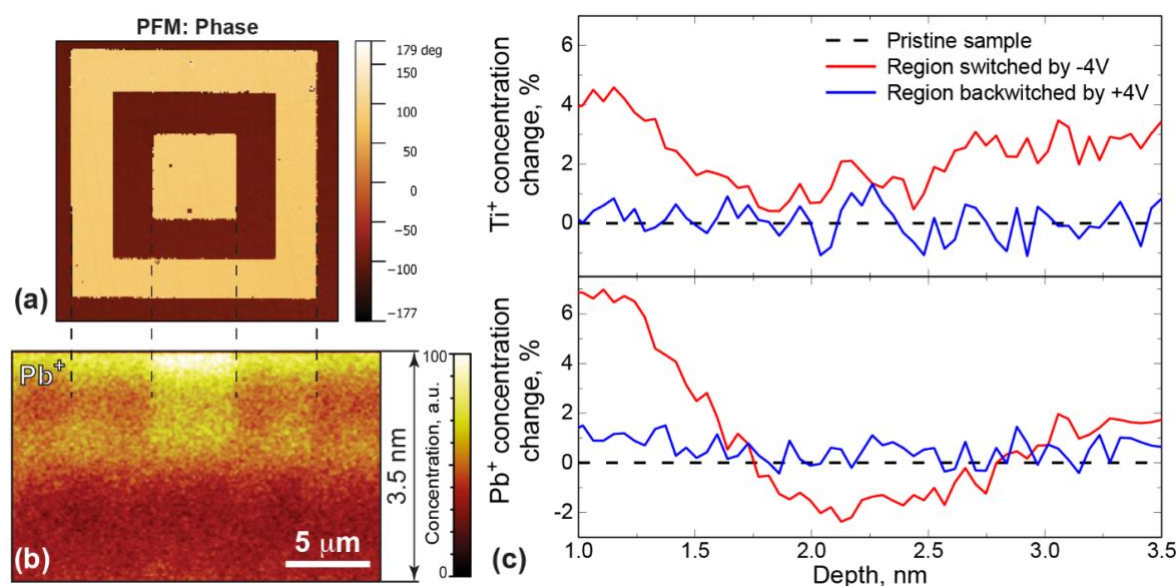 PFM: Phase
179 deg
150
100
50
0
−50
−100
−177
(a)
Pb+
100
0
Concentration, a.u.
3.5 nm
5 μm
(b)
Ti+ concentration
change, %
6
4
2
0
Pristine sample
Region switched by -4V
Region backwitched by +4V
Pb+ concentration
change, %
6
4
2
0
-2
1.0 1.5 2.0 2.5 3.0 3.5
Depth, nm
(c)